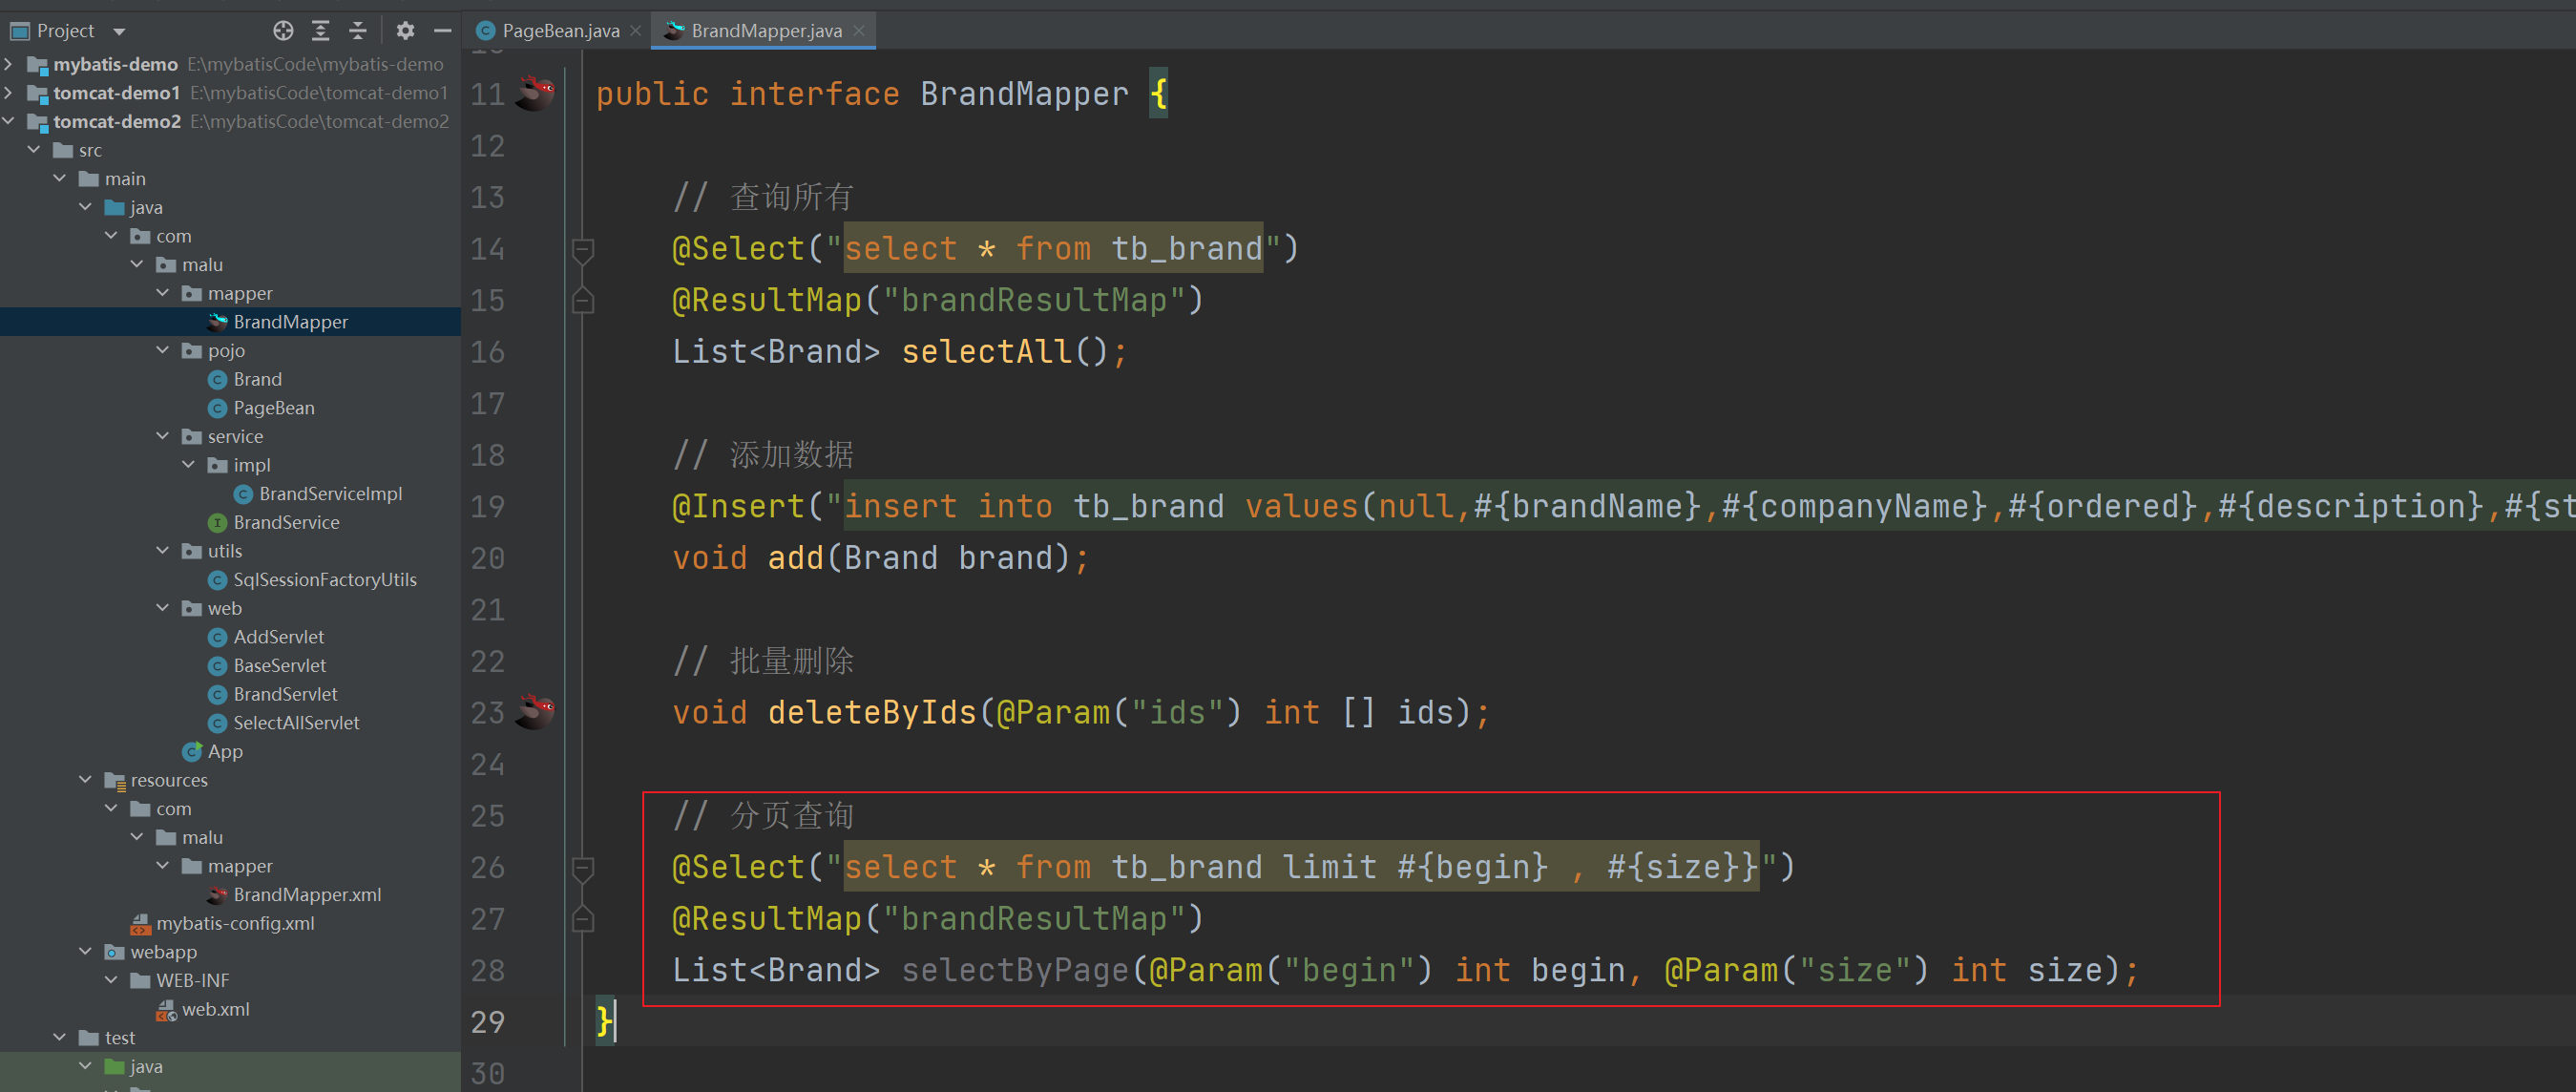 Project
mybatis-demo E:\mybatisCode\mybatis-demo
tomcat-demo1 E:\mybatisCode\tomcat-demo1
tomcat-demo2 E:\mybatisCode\tomcat-demo2
src
main
java
com
malu
mapper
BrandMapper
pojo
Brand
PageBean
service
impl
BrandServiceImpl
BrandService
utils
SqlSessionFactoryUtils
web
AddServlet
BaseServlet
BrandServlet
SelectAllServlet
App
resources
com
malu
mapper
BrandMapper.xml
mybatis-config.xml
webapp
WEB-INF
web.xml
test
java
PageBean.java BrandMapper.java
11 public interface BrandMapper {
12
13 // 查询所有
14 @Select("select * from tb_brand")
15 @ResultMap("brandResultMap")
16 List<Brand> selectAll();
17
18 // 添加数据
19 @Insert("insert into tb_brand values(null,#{brandName},#{companyName},#{ordered},#{description},#{st
20 void add(Brand brand);
21
22 // 批量删除
23 void deleteByIds(@Param("ids") int [] ids);
24
25 // 分页查询
26 @Select("select * from tb_brand limit #{begin} , #{size}}")
27 @ResultMap("brandResultMap")
28 List<Brand> selectByPage(@Param("begin") int begin, @Param("size") int size);
29 }
30